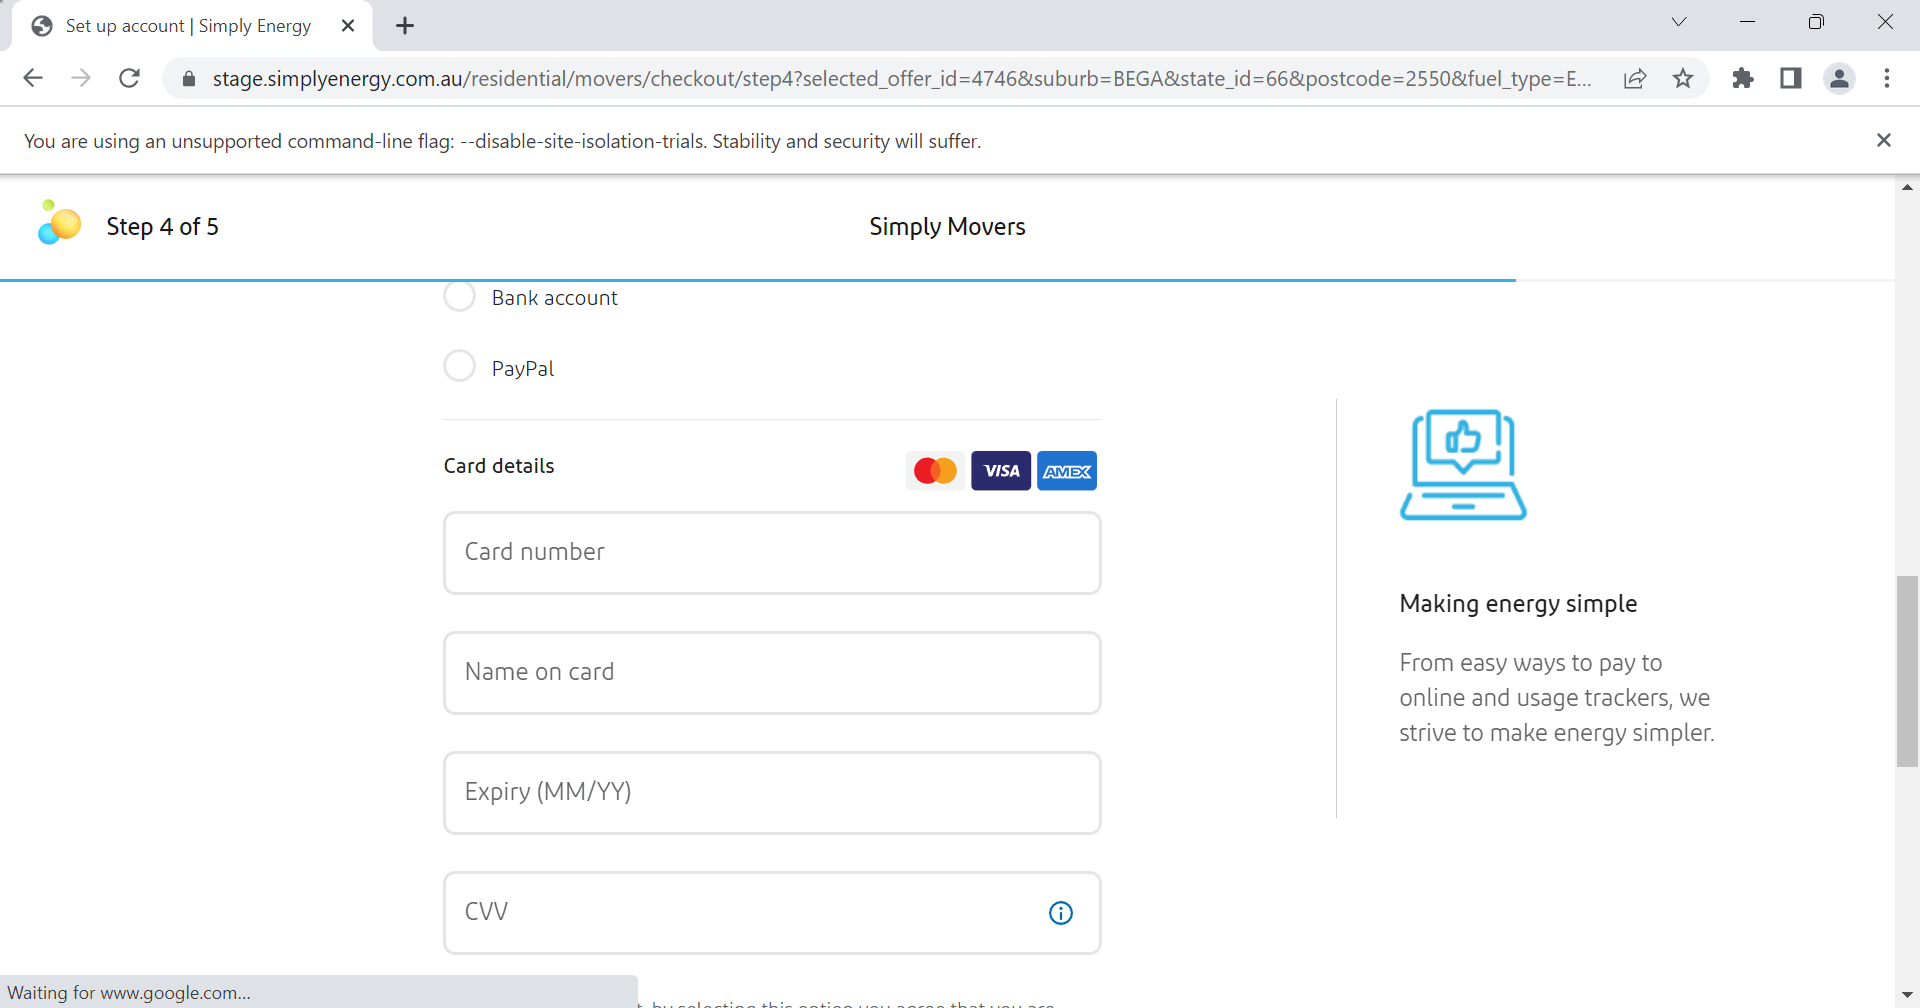 Set up account | Simply Energy
stage.simplyenergy.com.au/residential/movers/checkout/step4?selected_offer_id=4746&suburb=BEGA&state_id=66&postcode=2550&fuel_type=E...
You are using an unsupported command-line flag: --disable-site-isolation-trials. Stability and security will suffer.
Step 4 of 5
Simply Movers
Bank account
PayPal
Card details
VISA
AMEX
Card number
Name on card
Expiry (MM/YY)
CVV
Making energy simple
From easy ways to pay to
online and usage trackers, we
strive to make energy simpler.
Waiting for www.google.com...
by selecting this option you agree that you are